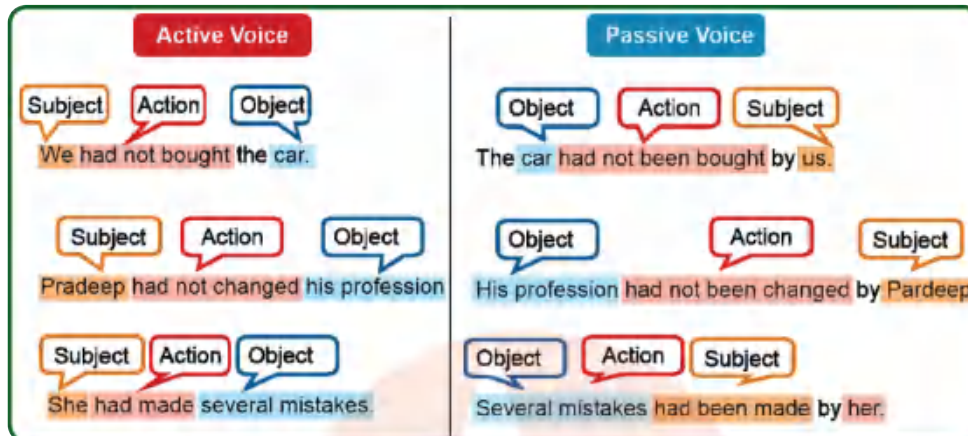 Active Voice
Subject Action Object
We had not bought the car.
Subject Action Object
Pradeep had not changed his profession
Subject Action Object
She had made several mistakes.
Passive Voice
Object Action Subject
The car had not been bought by us.
Object Action Subject
His profession had not been changed by Pardeep
Object Action Subject
Several mistakes had been made by her.